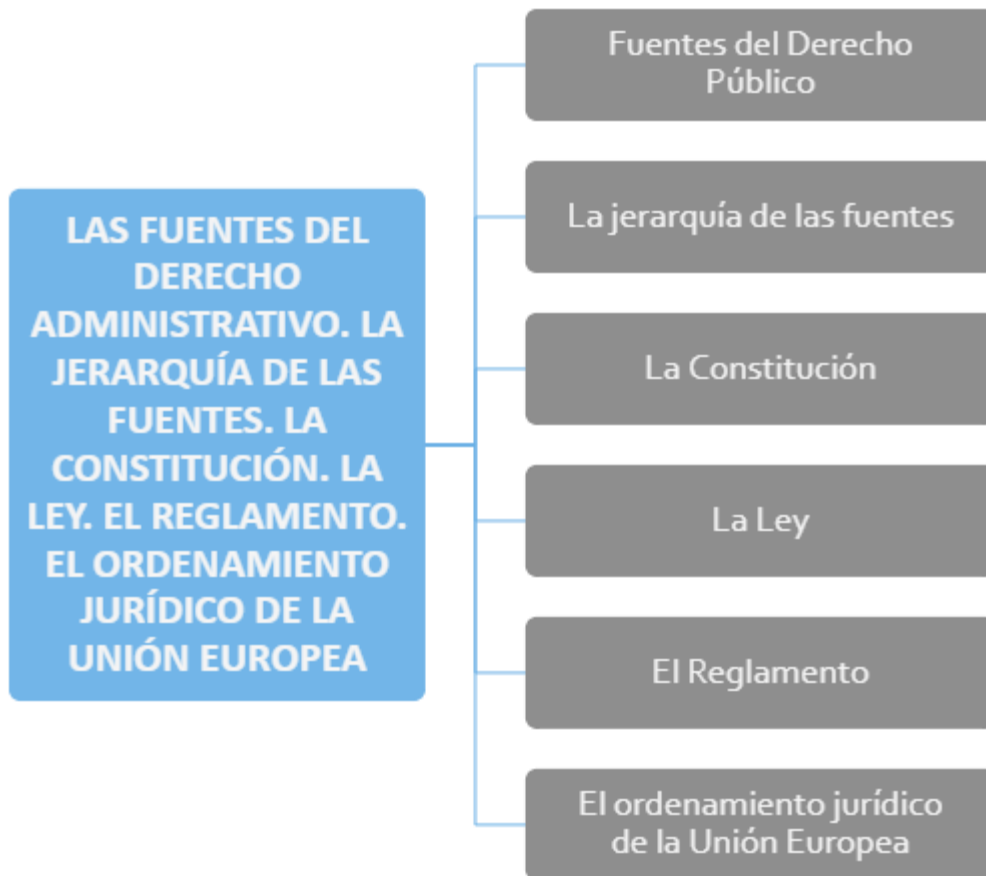 LAS FUENTES DEL
DERECHO
ADMINISTRATIVO. LA
JERARQUÍA DE LAS
FUENTES. LA
CONSTITUCIÓN. LA
LEY. EL REGLAMENTO.
EL ORDENAMIENTO
JURÍDICO DE LA
UNIÓN EUROPEA
Fuentes del Derecho
Público
La jerarquía de las fuentes
La Constitución
La Ley
El Reglamento
El ordenamiento jurídico
de la Unión Europea